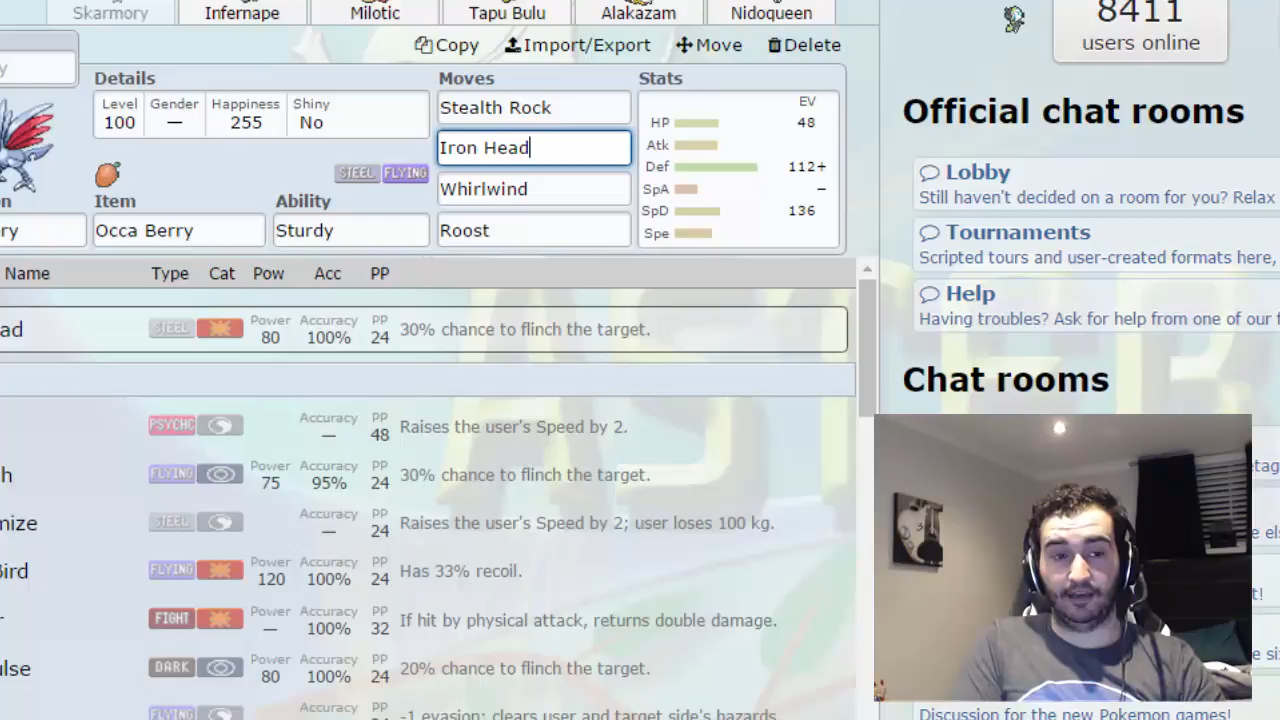 Skarmory Infernape Milotic Tapu Bulu Alakazam Nidoqueen
8411
users online
Copy Import/Export Move Delete
Details Moves Stats
Level Gender Happiness Shiny
100 — 255 No
Stealth Rock
Iron Head
Whirlwind
Roost
EV
HP 48
Atk
Def 112+
SpA –
SpD 136
Spe
STEEL FLYING
Item Ability
Occa Berry Sturdy
Name Type Cat Pow Acc PP
STEEL Power 80 Accuracy 100% PP 24 30% chance to flinch the target.
PSYCHC Accuracy — PP 48 Raises the user's Speed by 2.
FLYING Power 75 Accuracy 95% PP 24 30% chance to flinch the target.
STEEL Accuracy — PP 24 Raises the user's Speed by 2; user loses 100 kg.
FLYING Power 120 Accuracy 100% PP 24 Has 33% recoil.
FIGHT Power — Accuracy 100% PP 32 If hit by physical attack, returns double damage.
DARK Power 80 Accuracy 100% PP 24 20% chance to flinch the target.
FLYING Accuracy PP -1 evasion; clears user and target side's hazards.
Official chat rooms
Lobby
Still haven't decided on a room for you? Relax
Tournaments
Scripted tours and user-created formats here,
Help
Having troubles? Ask for help from one of our
Chat rooms
Discussion for the new Pokemon games!